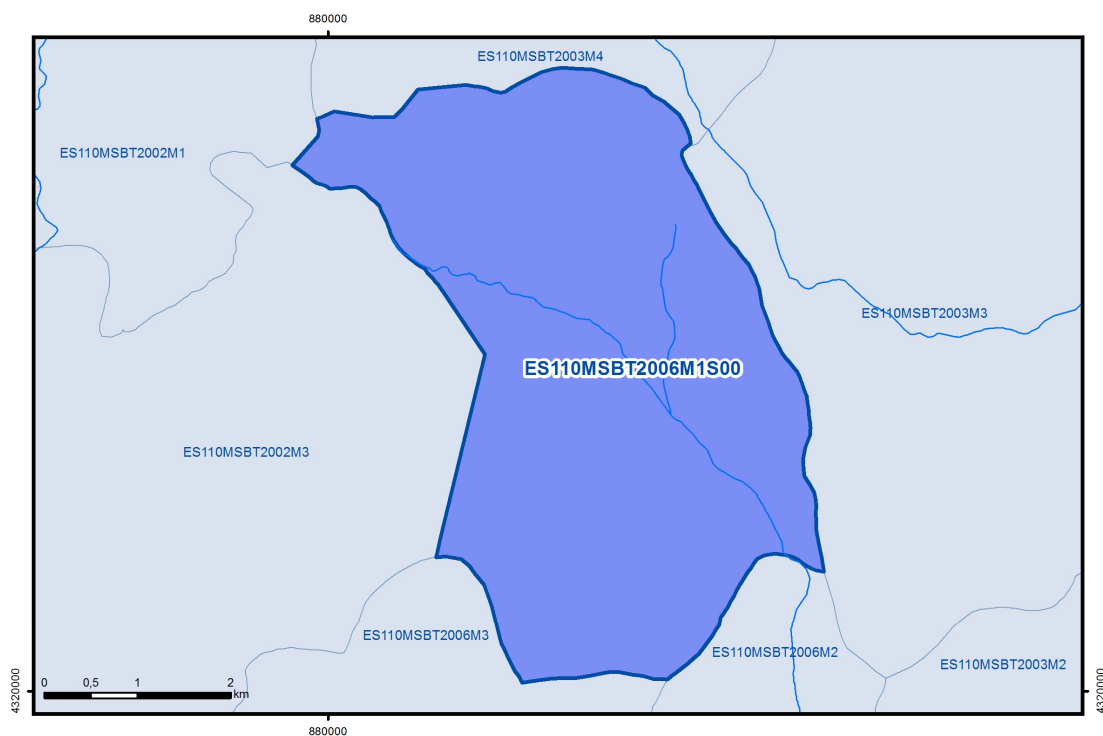 880000
ES110MSBT2003M4
ES110MSBT2002M1
ES110MSBT2003M3
ES110MSBT2006M1S00
ES110MSBT2002M3
ES110MSBT2006M3
ES110MSBT2006M2
ES110MSBT2003M2
0 0,5 1 2
km
4320000
4320000
880000